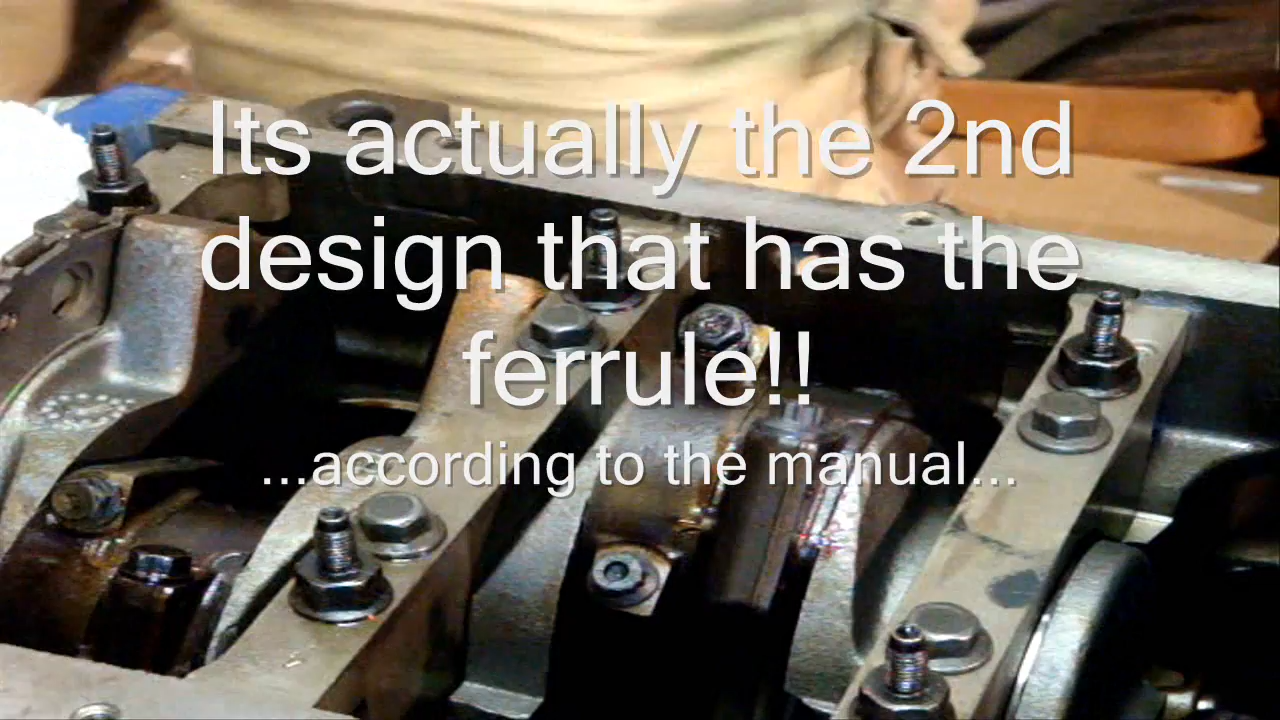 Its actually the 2nd
design that has the
ferrule!!
...according to the manual...